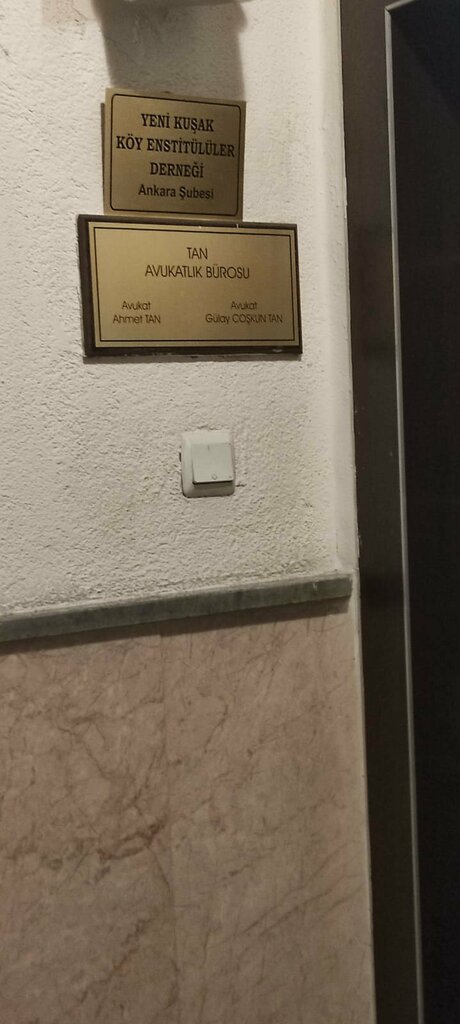 YENİ KUŞAK
KÖY ENSTİTÜLÜLER
DERNEĞİ
Ankara Şubesi
TAN
AVUKATLIK BÜROSU
Avukat
Ahmet TAN
Avukat
Gülay COŞKUN TAN